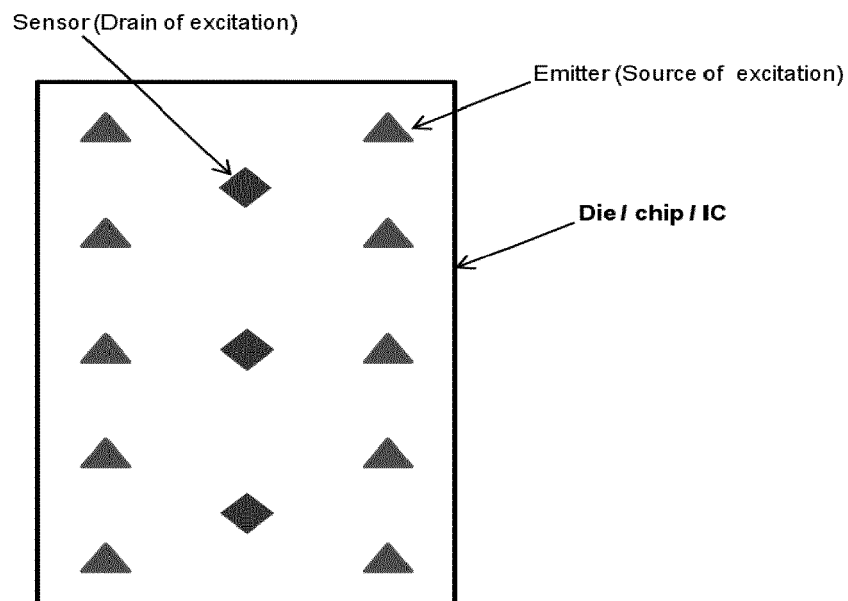 Sensor (Drain of excitation)
Emitter (Source of excitation)
Die / chip / IC